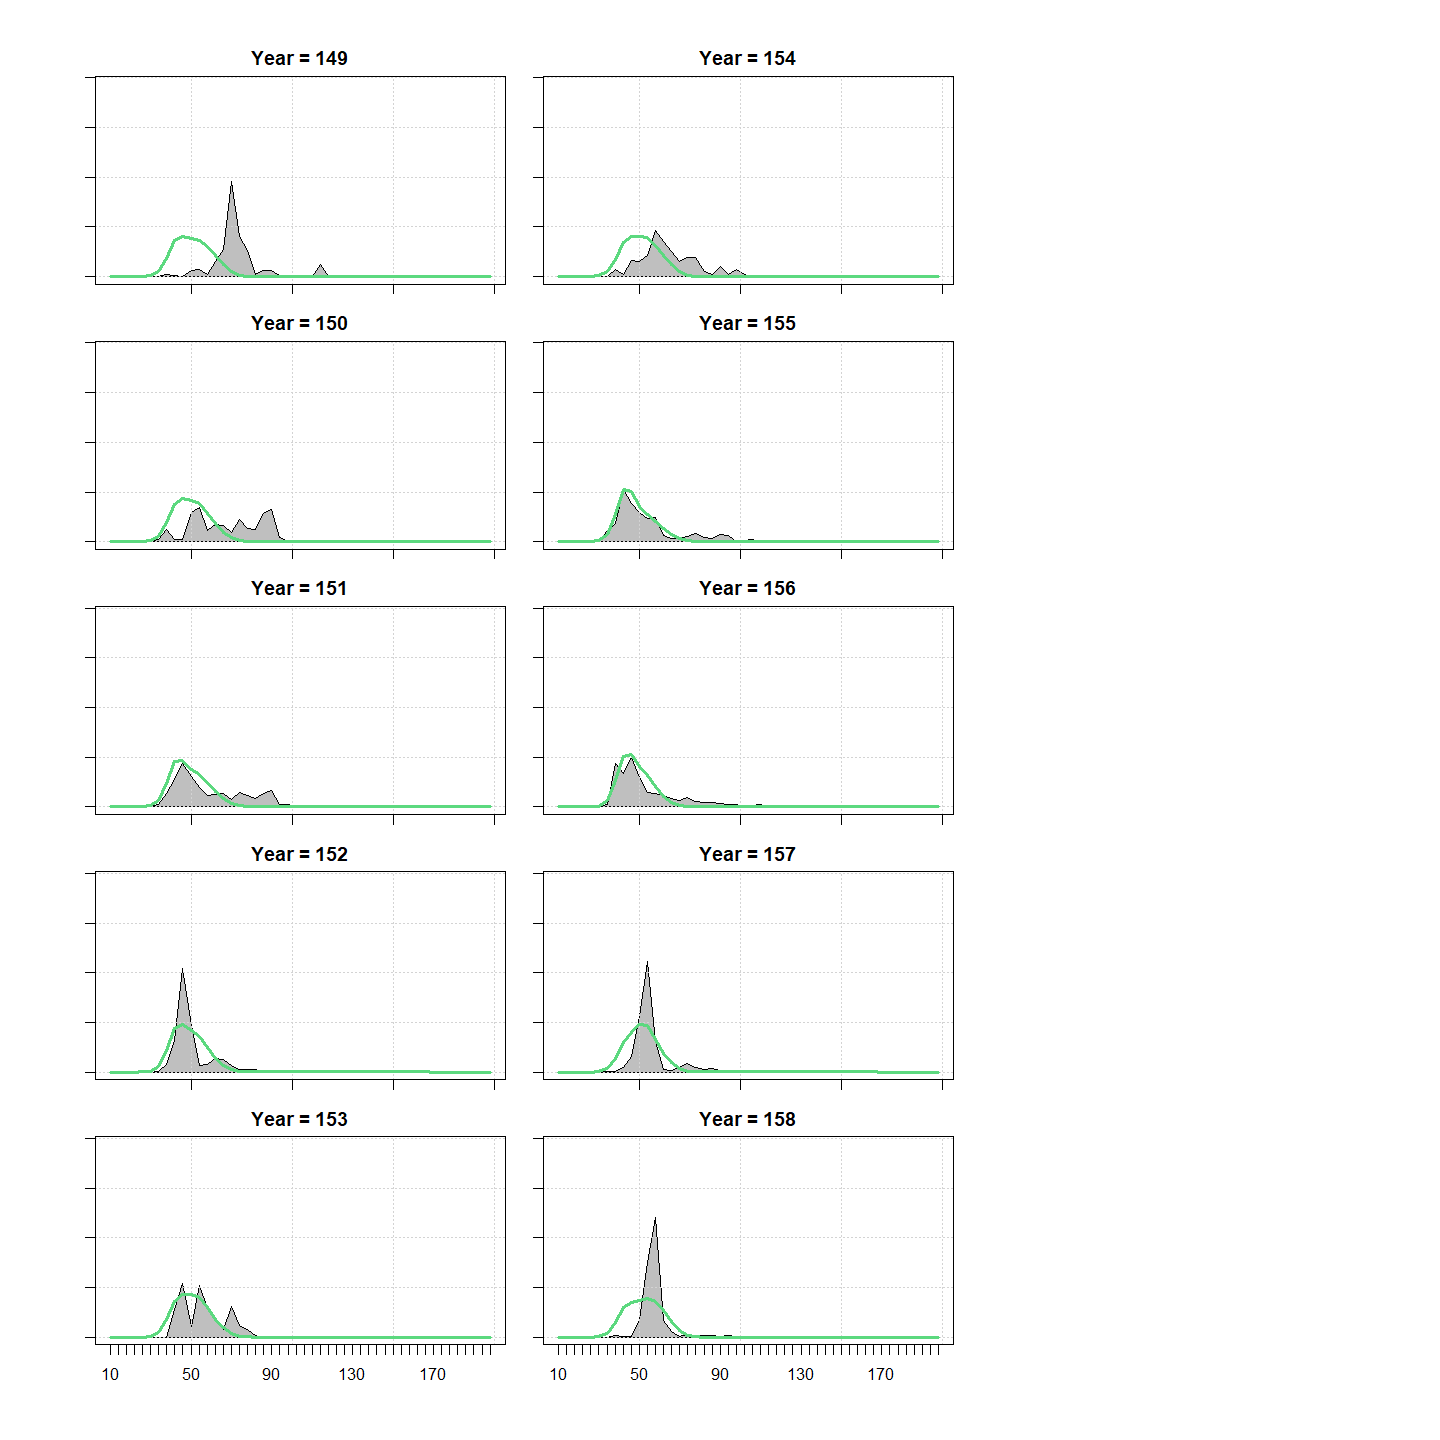 Year = 149
Year = 154
Year = 150
Year = 155
Year = 151
Year = 156
Year = 152
Year = 157
Year = 153
Year = 158
10 50 90 130 170 10 50 90 130 170